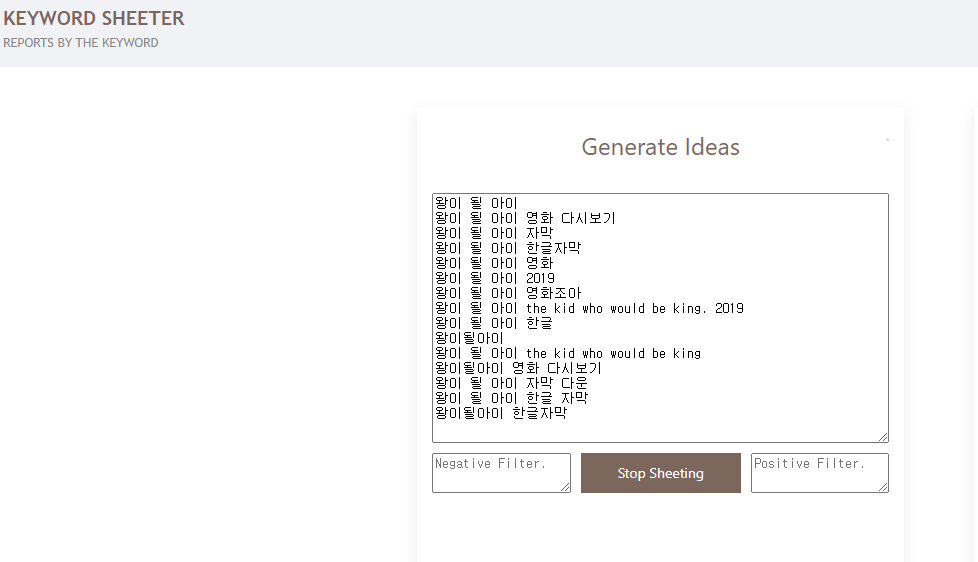 KEYWORD SHEETER
REPORTS BY THE KEYWORD
Generate Ideas
왕이 될 아이
왕이 될 아이 영화 다시보기
왕이 될 아이 자막
왕이 될 아이 한글자막
왕이 될 아이 영화
왕이 될 아이 2019
왕이 될 아이 영화조아
왕이 될 아이 the kid who would be king. 2019
왕이 될 아이 한글
왕이될아이
왕이 될 아이 the kid who would be king
왕이될아이 영화 다시보기
왕이 될 아이 자막 다운
왕이 될 아이 한글 자막
왕이될아이 한글자막
Negative Filter.
Stop Sheeting
Positive Filter.